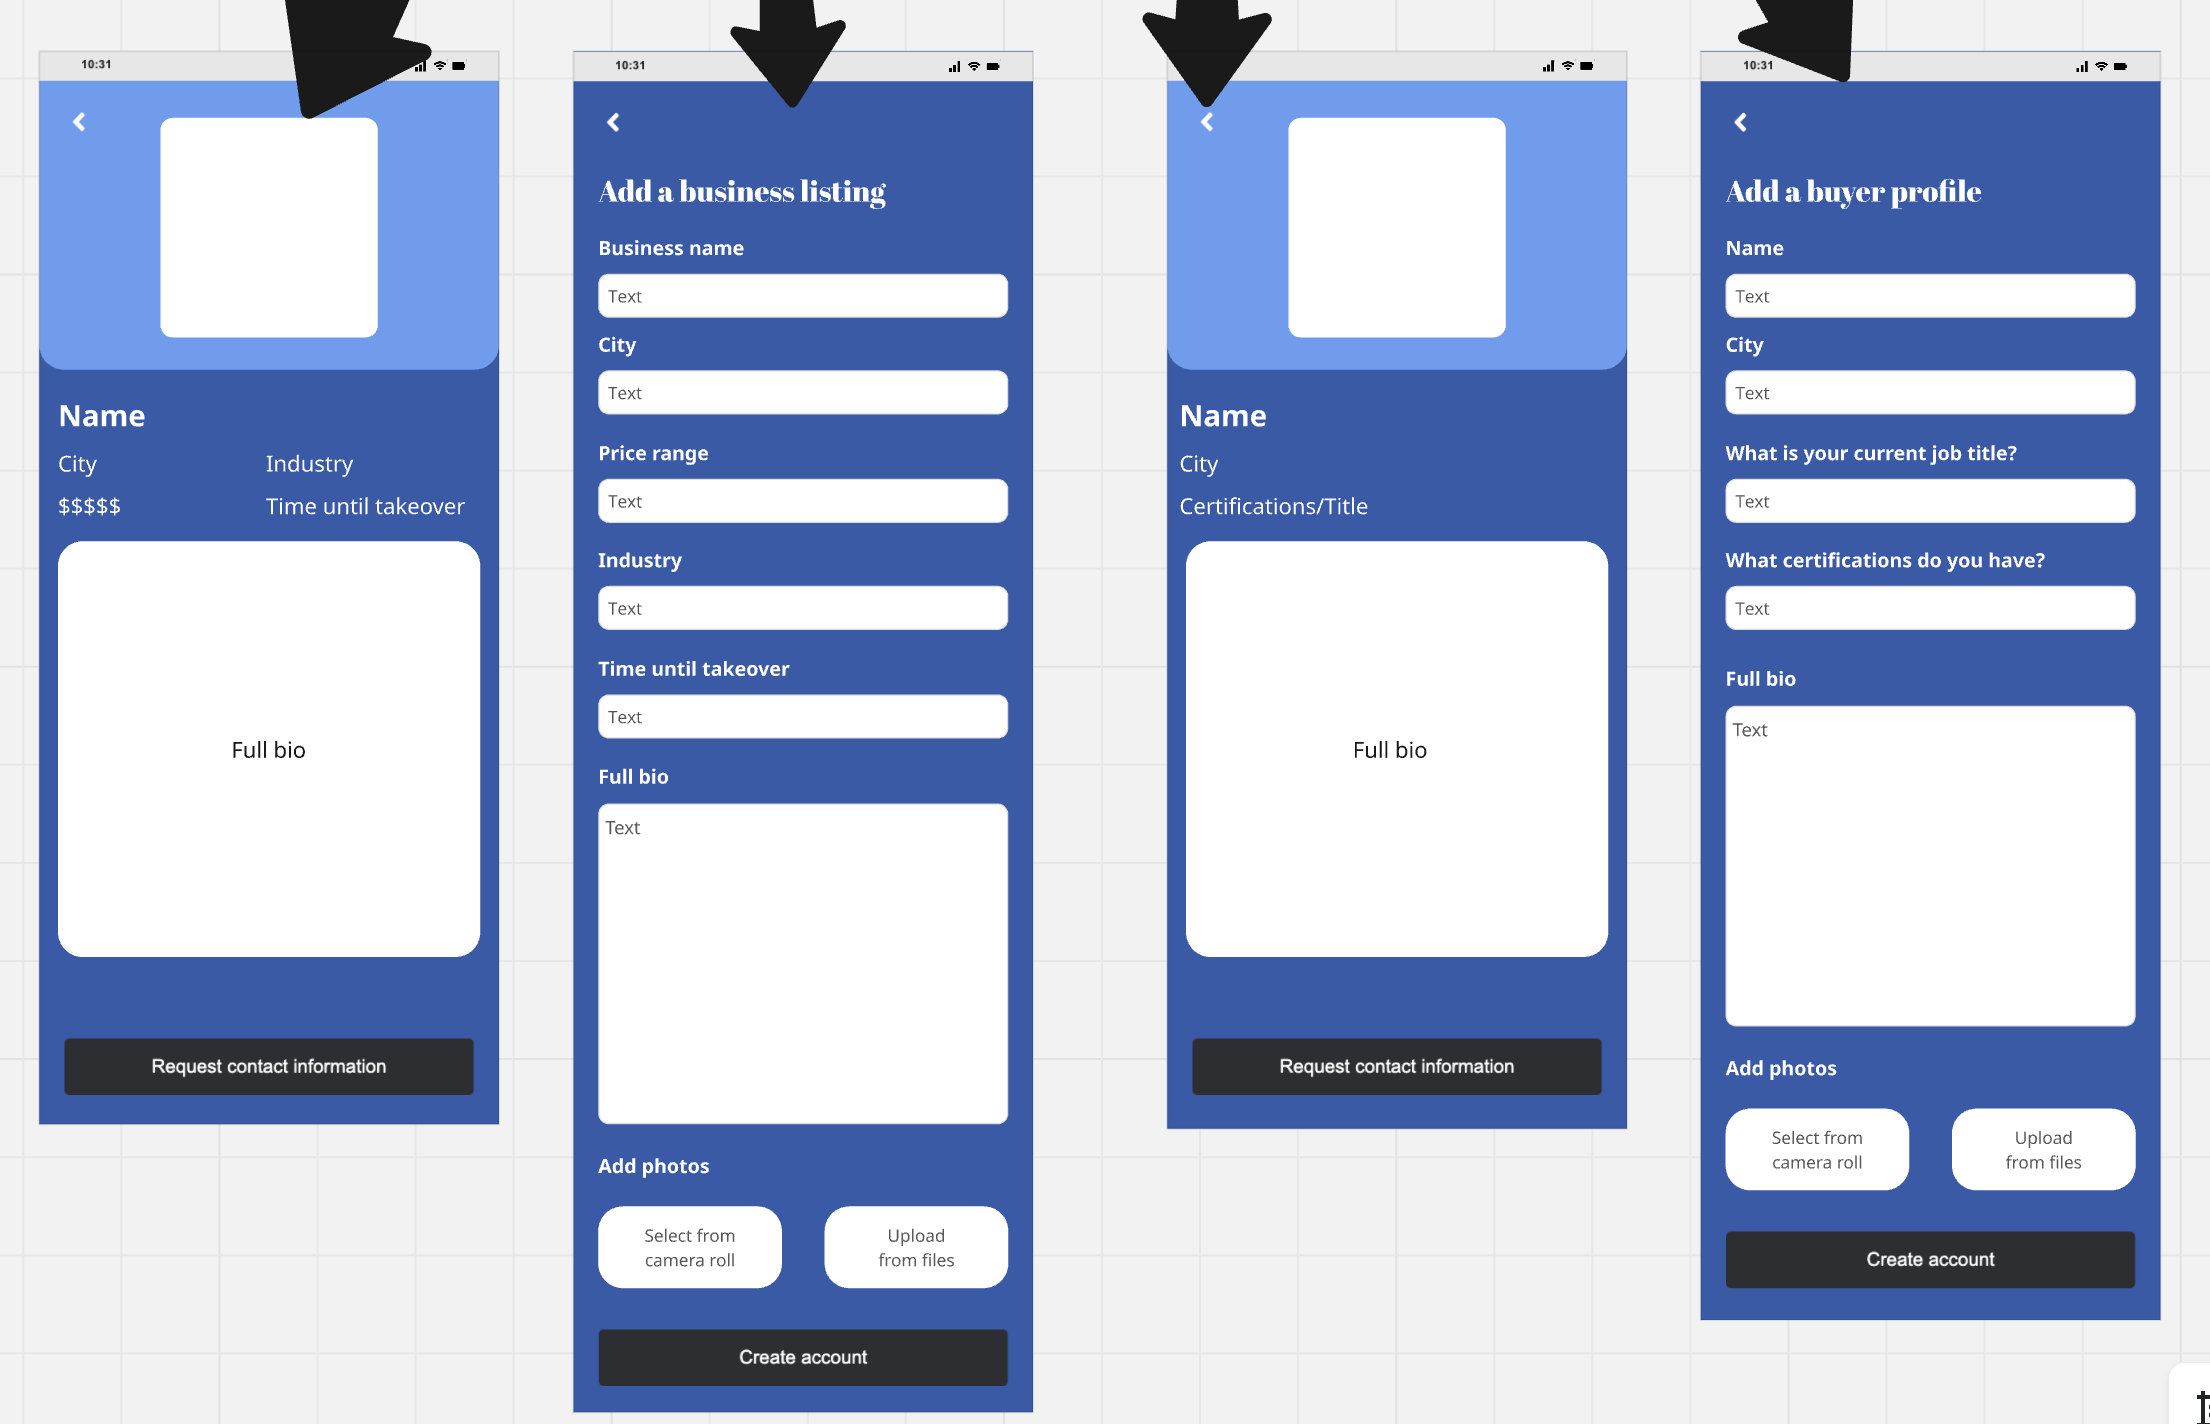 10:31
Name
City
Industry
$$$$$
Time until takeover
Full bio
Request contact information
10:31
Add a business listing
Business name
Text
City
Text
Price range
Text
Industry
Text
Time until takeover
Text
Full bio
Text
Add photos
Select from
camera roll
Upload
from files
Create account
Name
City
Certifications/Title
Full bio
Request contact information
10:31
Add a buyer profile
Name
Text
City
Text
What is your current job title?
Text
What certifications do you have?
Text
Full bio
Text
Add photos
Select from
camera roll
Upload
from files
Create account